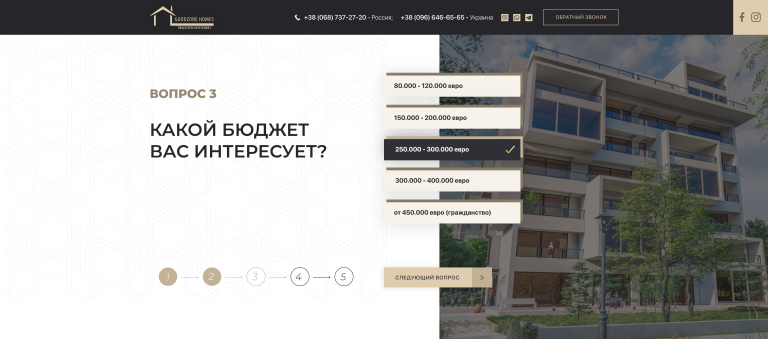 GOODZONE HOMES
+38 (068) 737-27-20 - Россия;
+38 (096) 646-65-65 - Украина
ОБРАТНЫЙ ЗВОНОК
ВОПРОС 3
КАКОЙ БЮДЖЕТ
ВАС ИНТЕРЕСУЕТ?
80.000 - 120.000 евро
150.000 - 200.000 евро
250.000 - 300.000 евро
300.000 - 400.000 евро
от 450.000 евро (гражданство)
1 2 3 4 5
СЛЕДУЮЩИЙ ВОПРОС